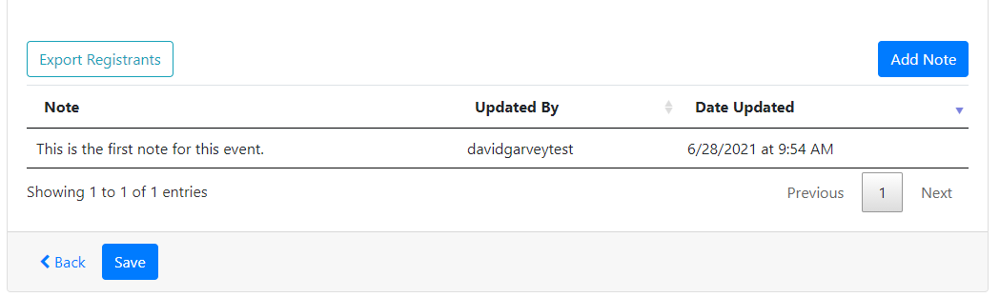 Export Registrants Add Note
Note Updated By Date Updated
This is the first note for this event. davidgarveytest 6/28/2021 at 9:54 AM
Showing 1 to 1 of 1 entries Previous 1 Next
Back Save